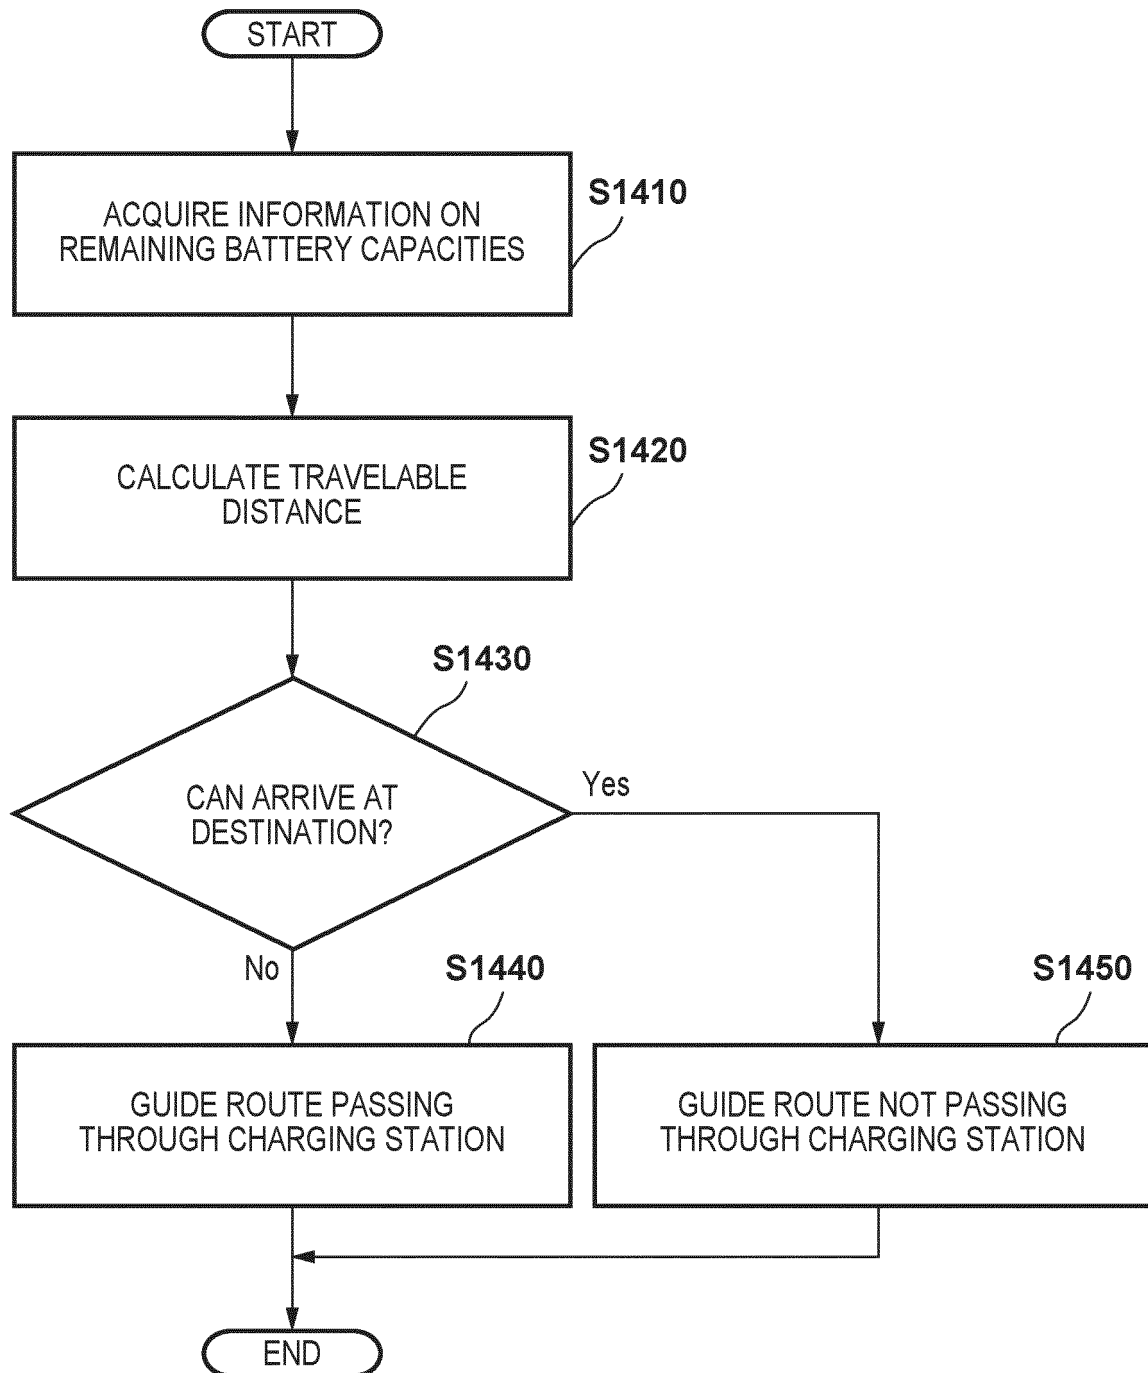 START
ACQUIRE INFORMATION ON
REMAINING BATTERY CAPACITIES
S1410
CALCULATE TRAVELABLE
DISTANCE
S1420
S1430
CAN ARRIVE AT
DESTINATION?
Yes
No
S1440
S1450
GUIDE ROUTE PASSING
THROUGH CHARGING STATION
GUIDE ROUTE NOT PASSING
THROUGH CHARGING STATION
END